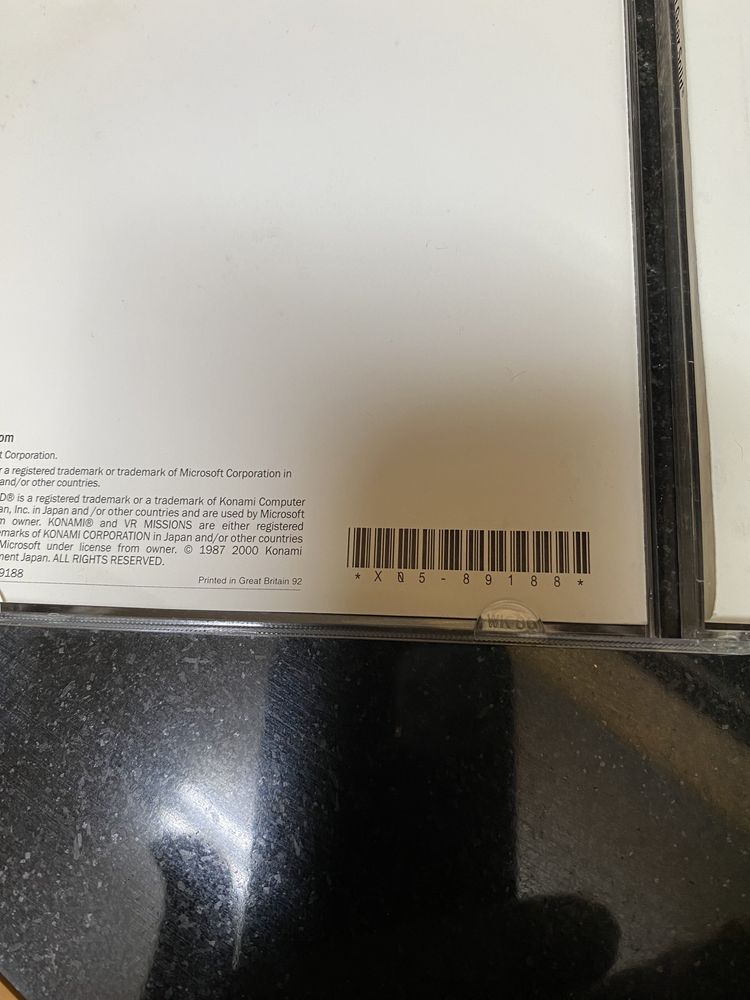 om
t Corporation.
r a registered trademark or trademark of Microsoft Corporation in
and/or other countries.
D® is a registered trademark or a trademark of Konami Computer
an, Inc. in Japan and /or other countries and are used by Microsoft
m owner. KONAMI® and VR MISSIONS are either registered
emarks of KONAMI CORPORATION in Japan and/or other countries
Microsoft under license from owner. © 1987 2000 Konami
ment Japan. ALL RIGHTS RESERVED.
9188
Printed in Great Britain 92
*X05-89188*